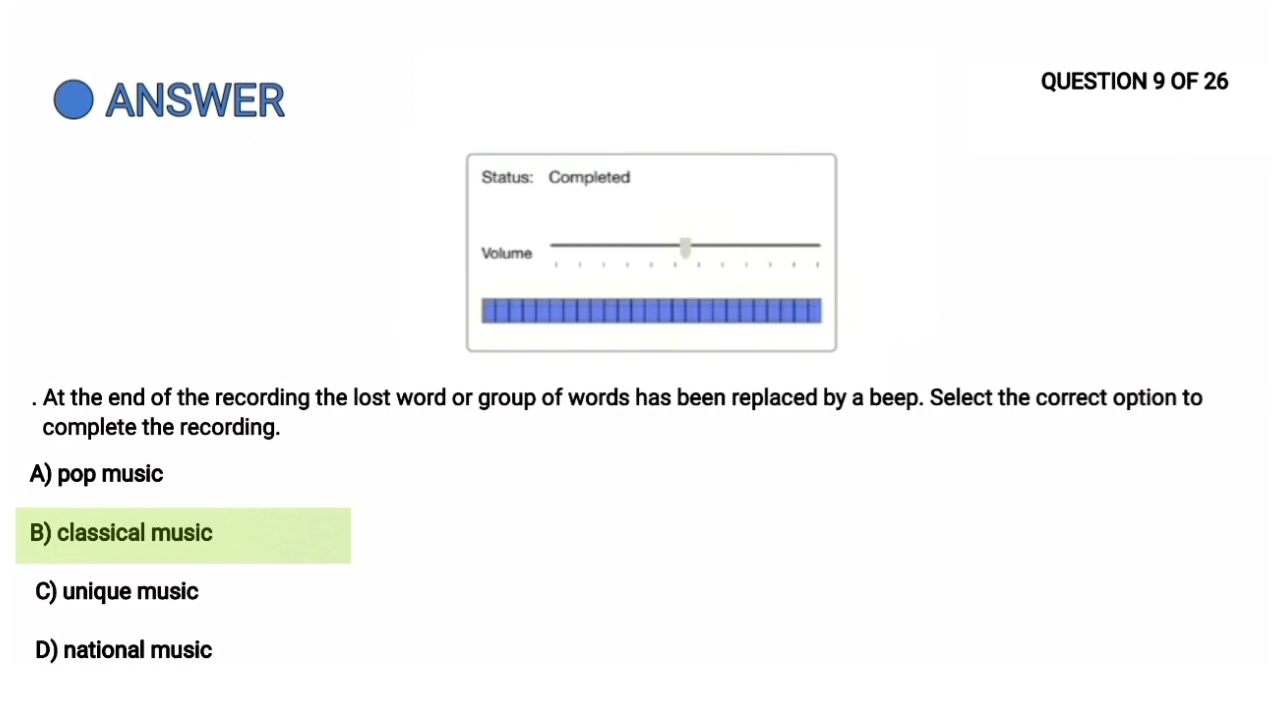 ANSWER
QUESTION 9 OF 26
Status: Completed
Volume
. At the end of the recording the lost word or group of words has been replaced by a beep. Select the correct option to
complete the recording.
A) pop music
B) classical music
C) unique music
D) national music